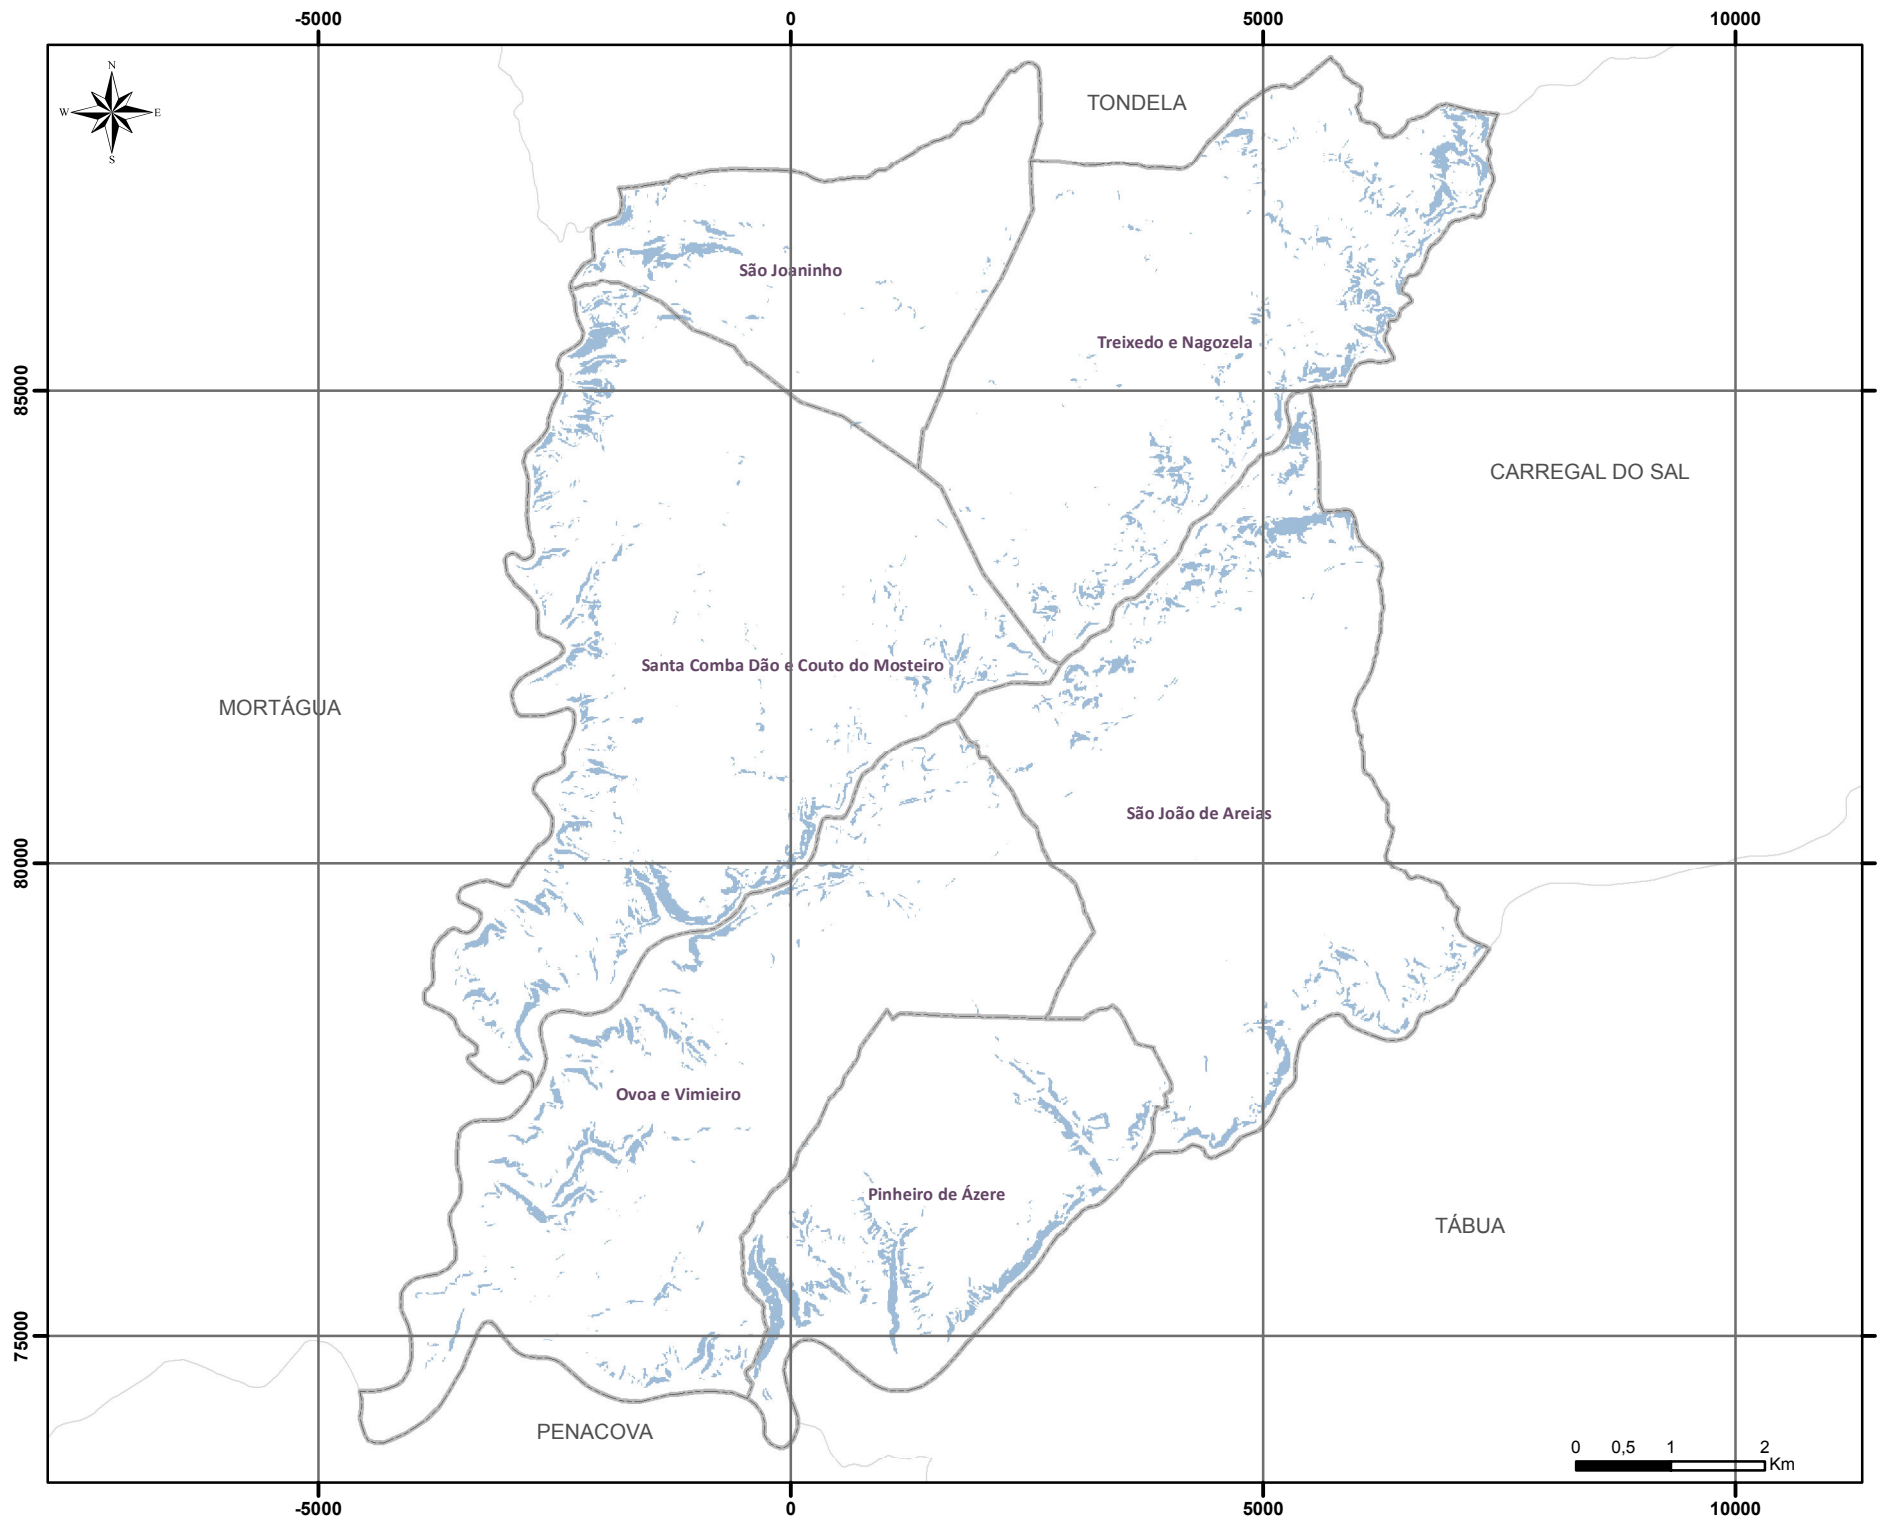 -5000 0 5000 10000
N
W E
S
TONDELA
São Joaninho
Treixedo e Nagozela
85000
CARREGAL DO SAL
Santa Comba Dão e Couto do Mosteiro
MORTÁGUA
São João de Areias
80000
Ovoa e Vimieiro
Pinheiro de Ázere
TÁBUA
75000
PENACOVA
0 0,5 1 2
Km
-5000 0 5000 10000